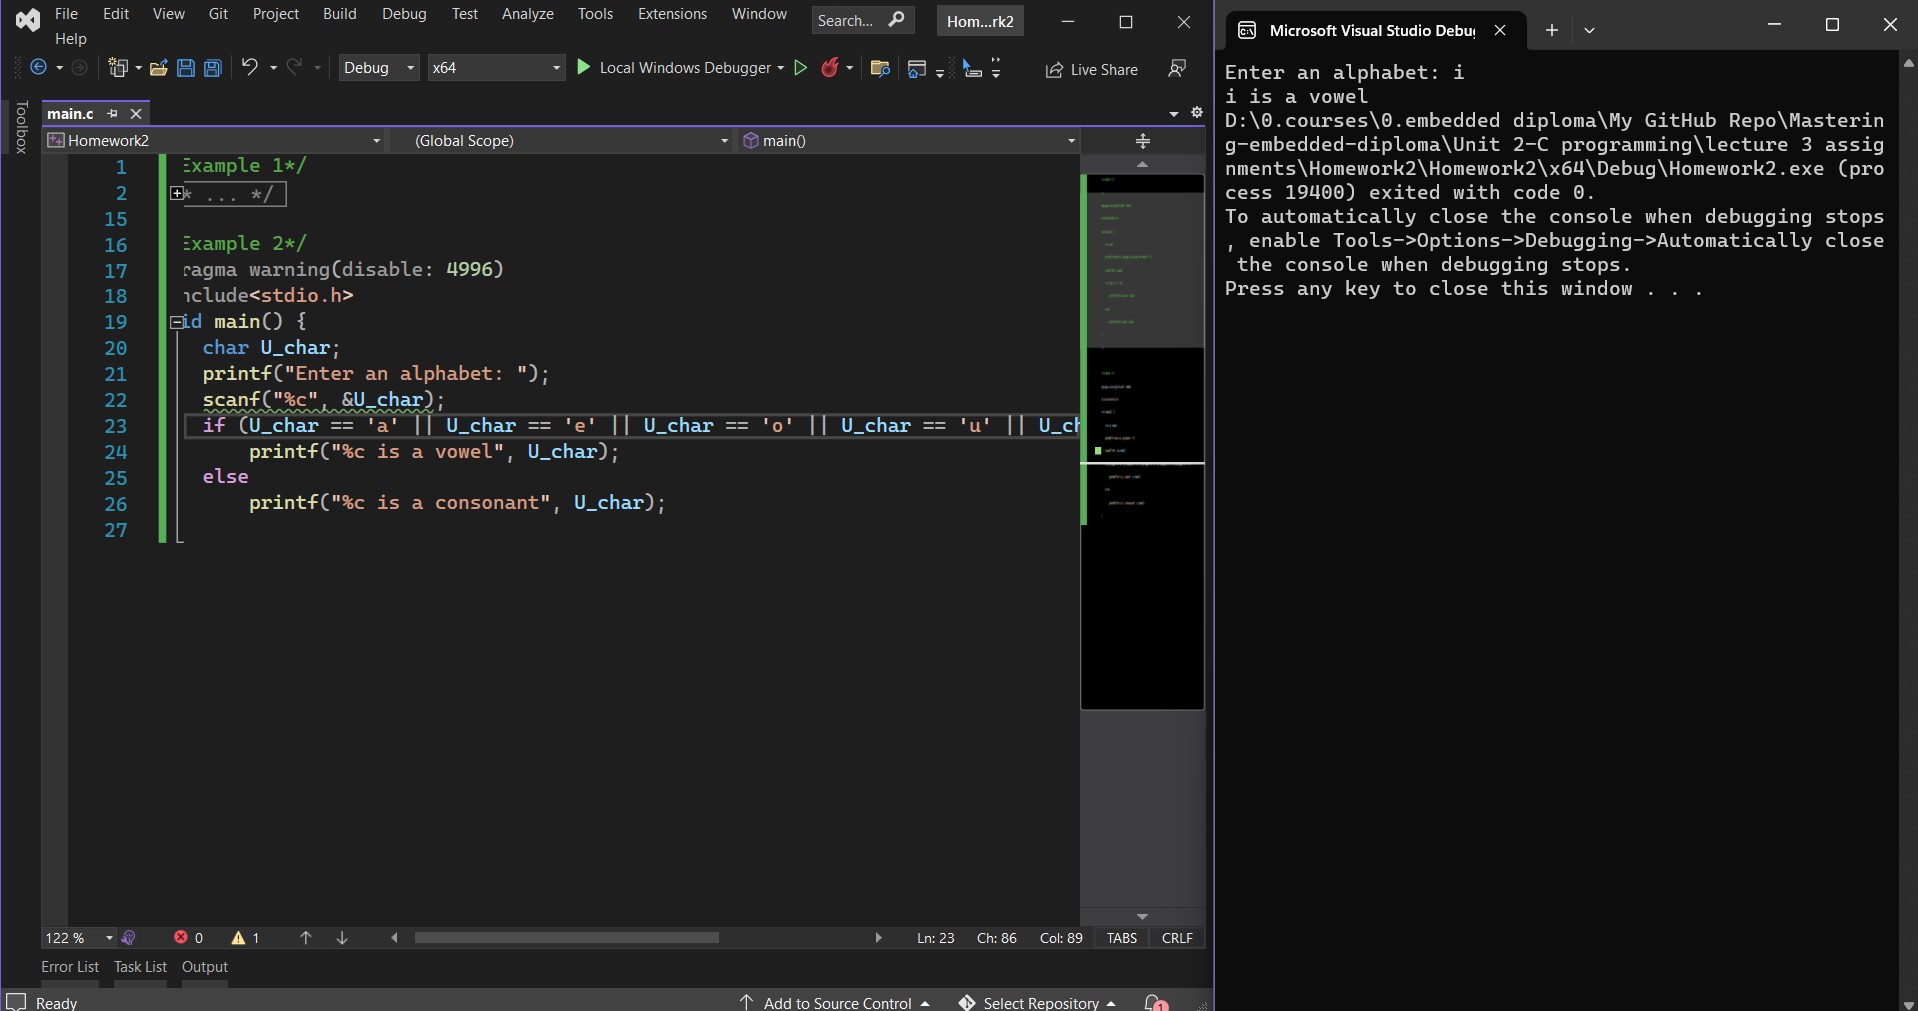 File Edit View Git Project Build Debug Test Analyze Tools Extensions Window Search... Hom...rk2
Help
Debug x64 Local Windows Debugger Live Share
Toolbox
main.c
Homework2 (Global Scope) main()
1 Example 1*/
2 * ... */
15
16 Example 2*/
17 ragma warning(disable: 4996)
18 nclude<stdio.h>
19 id main() {
20 char U_char;
21 printf("Enter an alphabet: ");
22 scanf("%c", &U_char);
23 if (U_char == 'a' || U_char == 'e' || U_char == 'o' || U_char == 'u' || U_ch
24 printf("%c is a vowel", U_char);
25 else
26 printf("%c is a consonant", U_char);
27
122 % 0 1 Ln: 23 Ch: 86 Col: 89 TABS CRLF
Error List Task List Output
Ready Add to Source Control Select Repository 1
Microsoft Visual Studio Debu
Enter an alphabet: i
i is a vowel
D:\0.courses\0.embedded diploma\My GitHub Repo\Masterin
g-embedded-diploma\Unit 2-C programming\lecture 3 assig
nments\Homework2\Homework2\x64\Debug\Homework2.exe (pro
cess 19400) exited with code 0.
To automatically close the console when debugging stops
, enable Tools->Options->Debugging->Automatically close
the console when debugging stops.
Press any key to close this window . . .